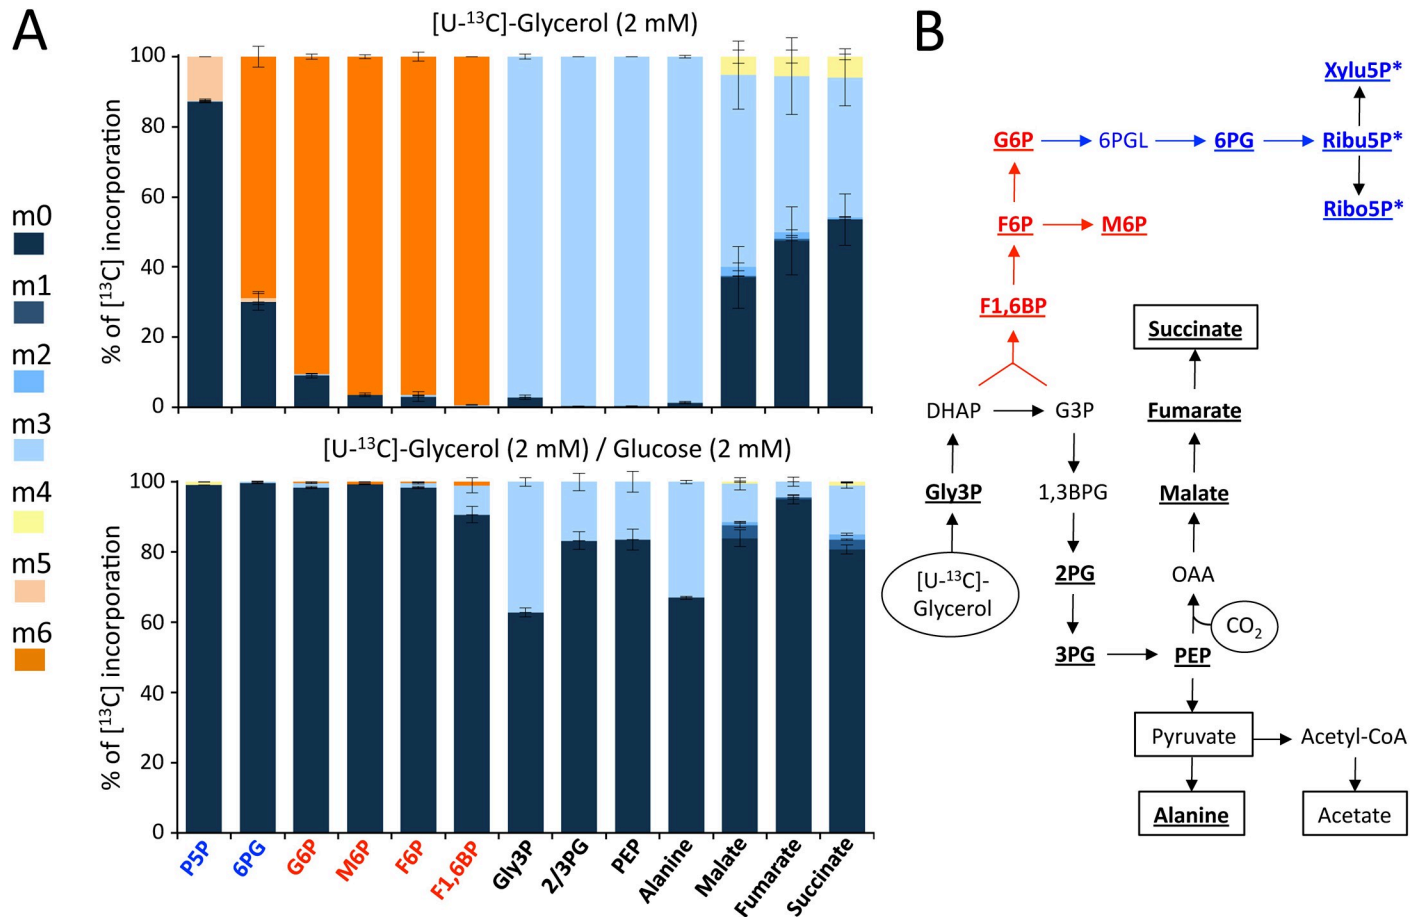 A
[U-¹³C]-Glycerol (2 mM)
% of [¹³C] incorporation
100
80
60
40
20
0
m0
m1
m2
m3
m4
m5
m6
[U-¹³C]-Glycerol (2 mM) / Glucose (2 mM)
% of [¹³C] incorporation
100
80
60
40
20
0
P5P
6PG
G6P
M6P
F6P
F1,6BP
Gly3P
2/3PG
PEP
Alanine
Malate
Fumarate
Succinate
B
Xylu5P*
G6P
6PGL
6PG
Ribu5P*
F6P
M6P
Ribo5P*
F1,6BP
Succinate
DHAP
G3P
Fumarate
Gly3P
1,3BPG
Malate
[U-¹³C]-
Glycerol
2PG
OAA
CO₂
3PG
PEP
Pyruvate
Acetyl-CoA
Alanine
Acetate